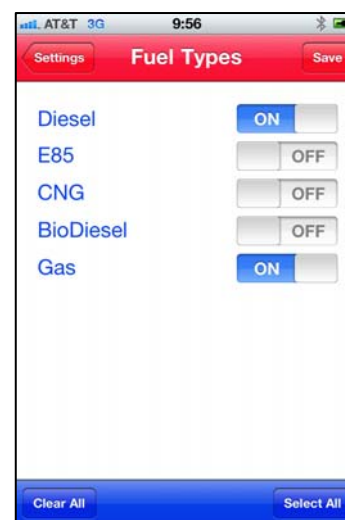 AT&T 3G 9:56
Settings Fuel Types Save
Diesel ON
E85 OFF
CNG OFF
BioDiesel OFF
Gas ON
Clear All Select All